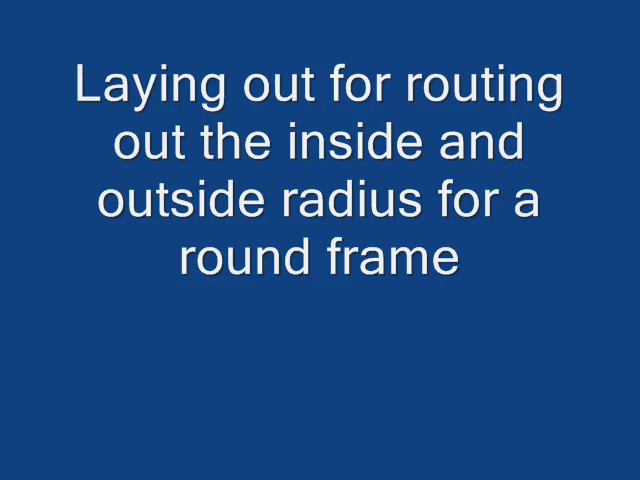 Laying out for routing
out the inside and
outside radius for a
round frame